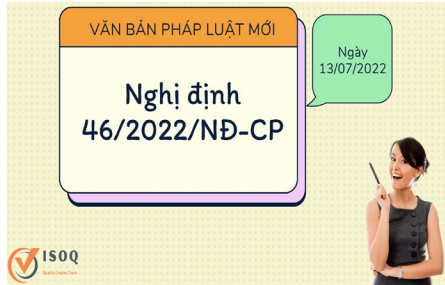 VĂN BẢN PHÁP LUẬT MỚI
Ngày
13/07/2022
Nghị định
46/2022/NĐ-CP
ISOQ